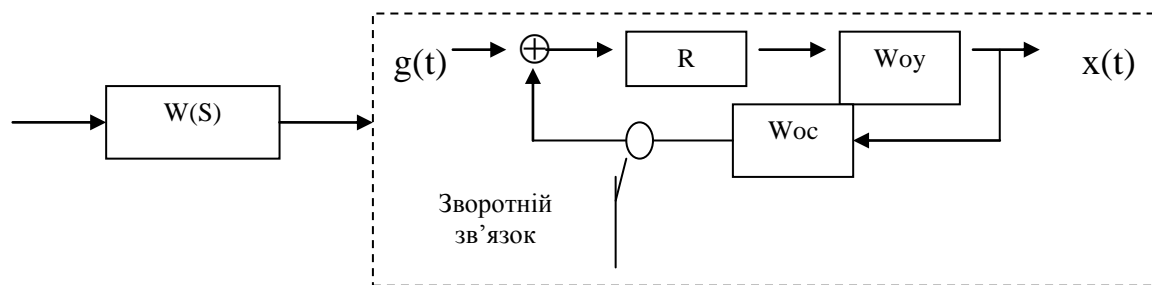 W(S)
g(t)
R
Woy
x(t)
Woc
Зворотній
зв’язок